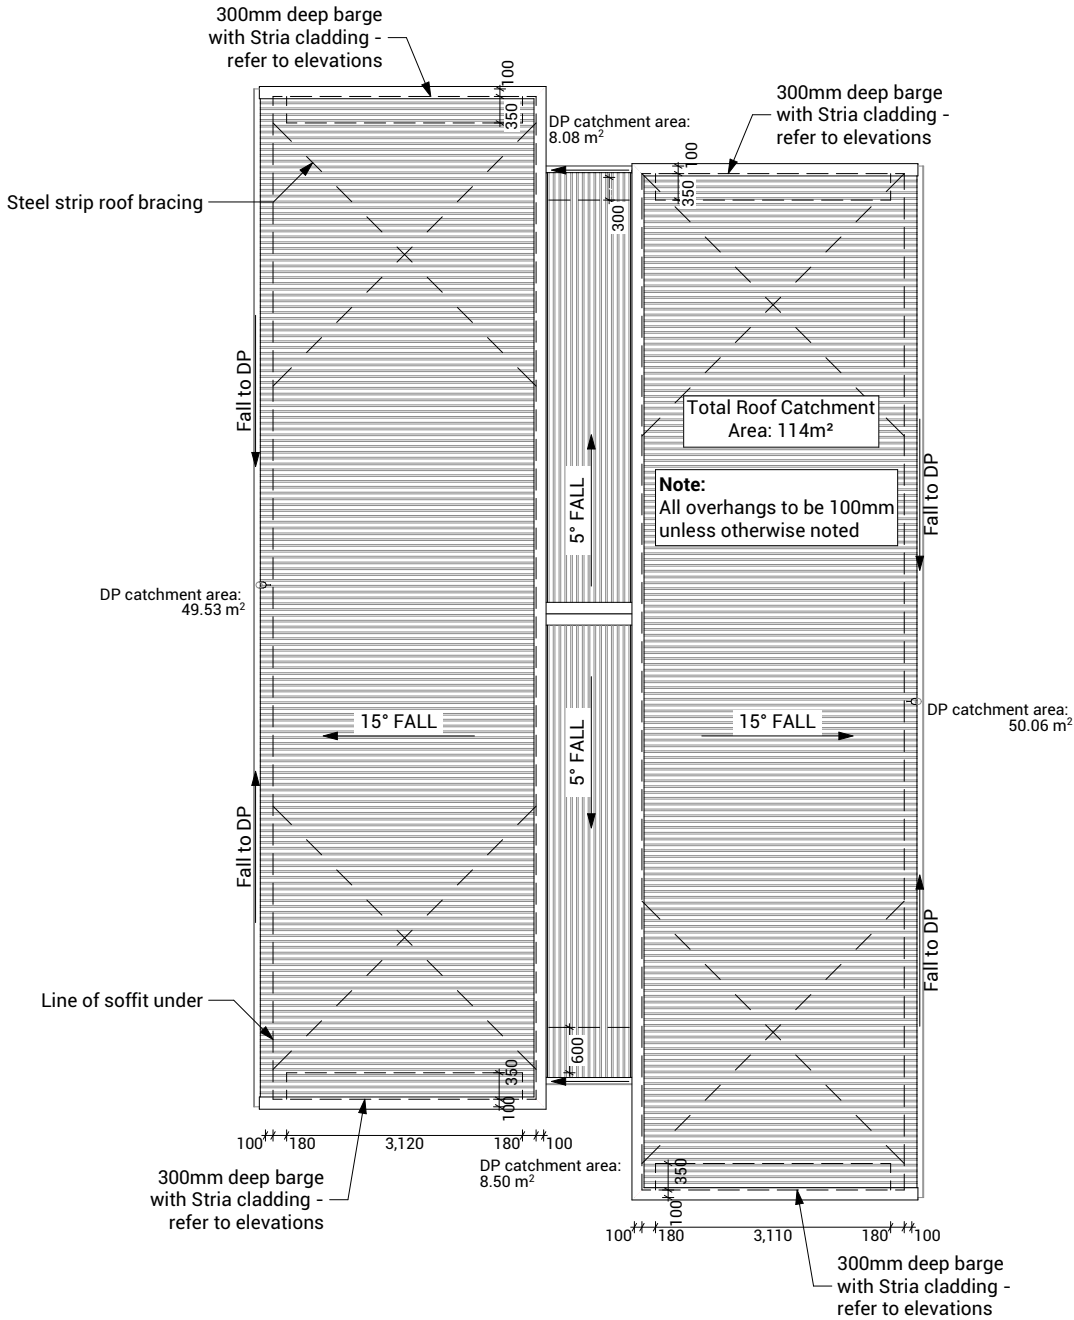 300mm deep barge
with Stria cladding -
refer to elevations
100
350
DP catchment area:
8.08 m²
300mm deep barge
with Stria cladding -
refer to elevations
100
350
300
Steel strip roof bracing
Fall to DP
Total Roof Catchment
Area: 114m²
Note:
All overhangs to be 100mm
unless otherwise noted
Fall to DP
5° FALL
DP catchment area:
49.53 m²
15° FALL
5° FALL
15° FALL
DP catchment area:
50.06 m²
Fall to DP
Fall to DP
Line of soffit under
600
350
100
100 180 3,120 180 100
300mm deep barge
with Stria cladding -
refer to elevations
DP catchment area:
8.50 m²
350
100
100 180 3,110 180 100
300mm deep barge
with Stria cladding -
refer to elevations